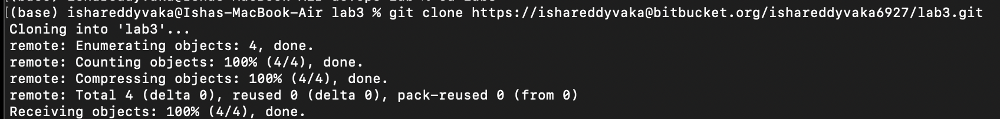 (base) ishareddyvaka@Ishas-MacBook-Air lab3 % git clone https://ishareddyvaka@bitbucket.org/ishareddyvaka6927/lab3.git
Cloning into 'lab3'...
remote: Enumerating objects: 4, done.
remote: Counting objects: 100% (4/4), done.
remote: Compressing objects: 100% (4/4), done.
remote: Total 4 (delta 0), reused 0 (delta 0), pack-reused 0 (from 0)
Receiving objects: 100% (4/4), done.